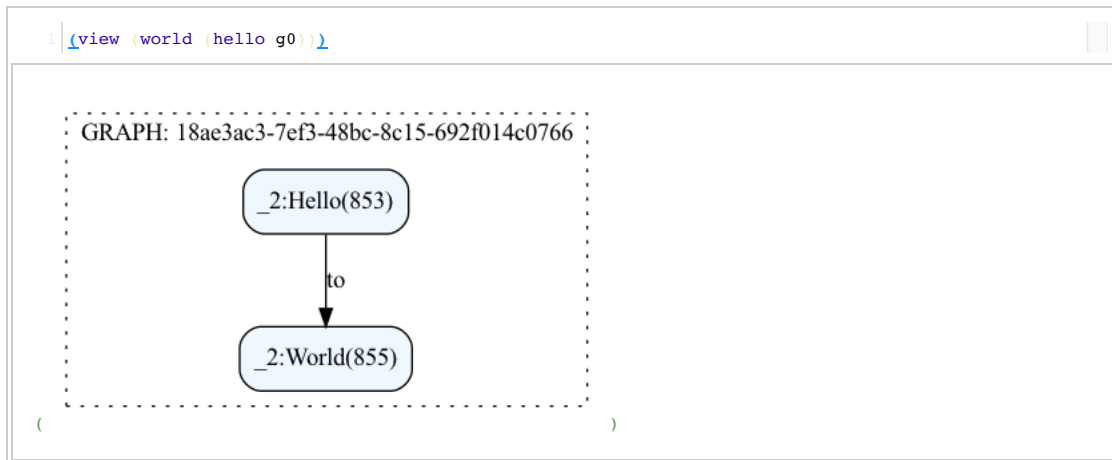 1 (view (world (hello g0)))
GRAPH: 18ae3ac3-7ef3-48bc-8c15-692f014c0766
_2:Hello(853)
to
_2:World(855)
( )